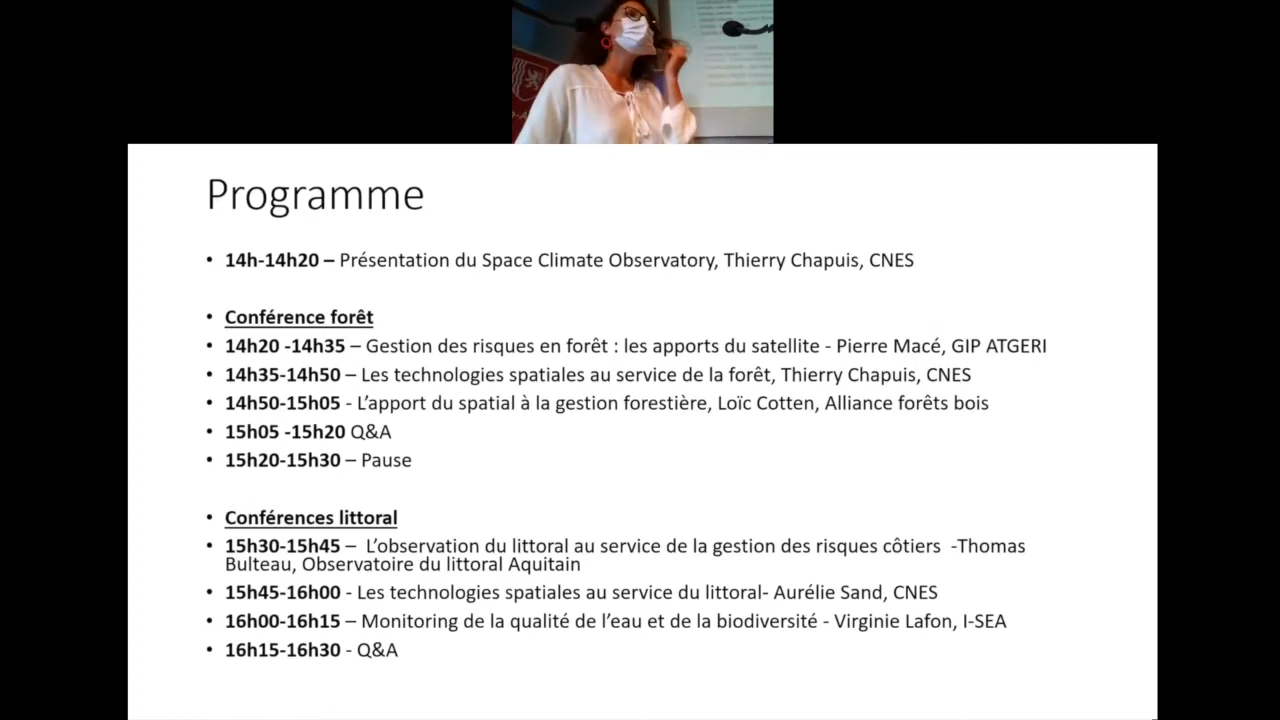 Programme
• 14h-14h20 – Présentation du Space Climate Observatory, Thierry Chapuis, CNES
• Conférence forêt
• 14h20 -14h35 – Gestion des risques en forêt : les apports du satellite - Pierre Macé, GIP ATGERI
• 14h35-14h50 – Les technologies spatiales au service de la forêt, Thierry Chapuis, CNES
• 14h50-15h05 - L’apport du spatial à la gestion forestière, Loïc Cotten, Alliance forêts bois
• 15h05 -15h20 Q&A
• 15h20-15h30 – Pause
• Conférences littoral
• 15h30-15h45 – L’observation du littoral au service de la gestion des risques côtiers -Thomas
Bulteau, Observatoire du littoral Aquitain
• 15h45-16h00 - Les technologies spatiales au service du littoral- Aurélie Sand, CNES
• 16h00-16h15 – Monitoring de la qualité de l’eau et de la biodiversité - Virginie Lafon, I-SEA
• 16h15-16h30 - Q&A